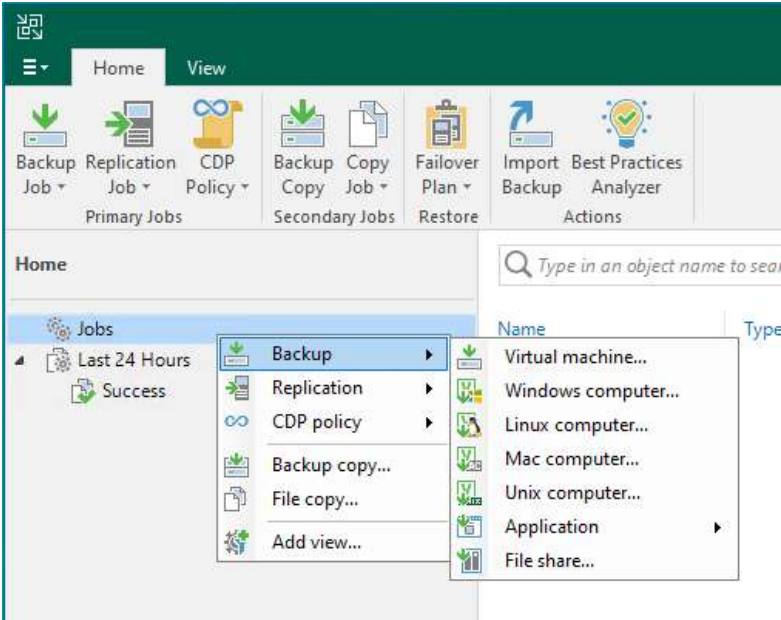 Home View
Backup Job Replication Job CDP Policy Backup Copy Copy Job Failover Plan Import Backup Best Practices Analyzer
Primary Jobs Secondary Jobs Restore Actions
Home
Type in an object name to sear
Name Type
Jobs
Last 24 Hours
Success
Backup
Replication
CDP policy
Backup copy...
File copy...
Add view...
Virtual machine...
Windows computer...
Linux computer...
Mac computer...
Unix computer...
Application
File share...